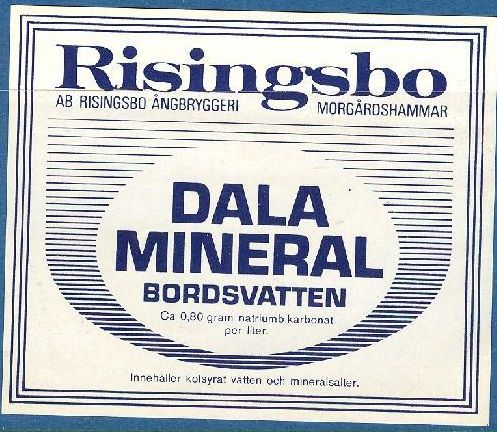 Risingsbo
AB RISINGSBO ÅNGBRYGGERI MORGÅRDSHAMMAR
DALA
MINERAL
BORDSVATTEN
Ca 0,80 gram natriumbikarbonat
per liter.
Innehåller kolsyrat vatten och mineralsalter.